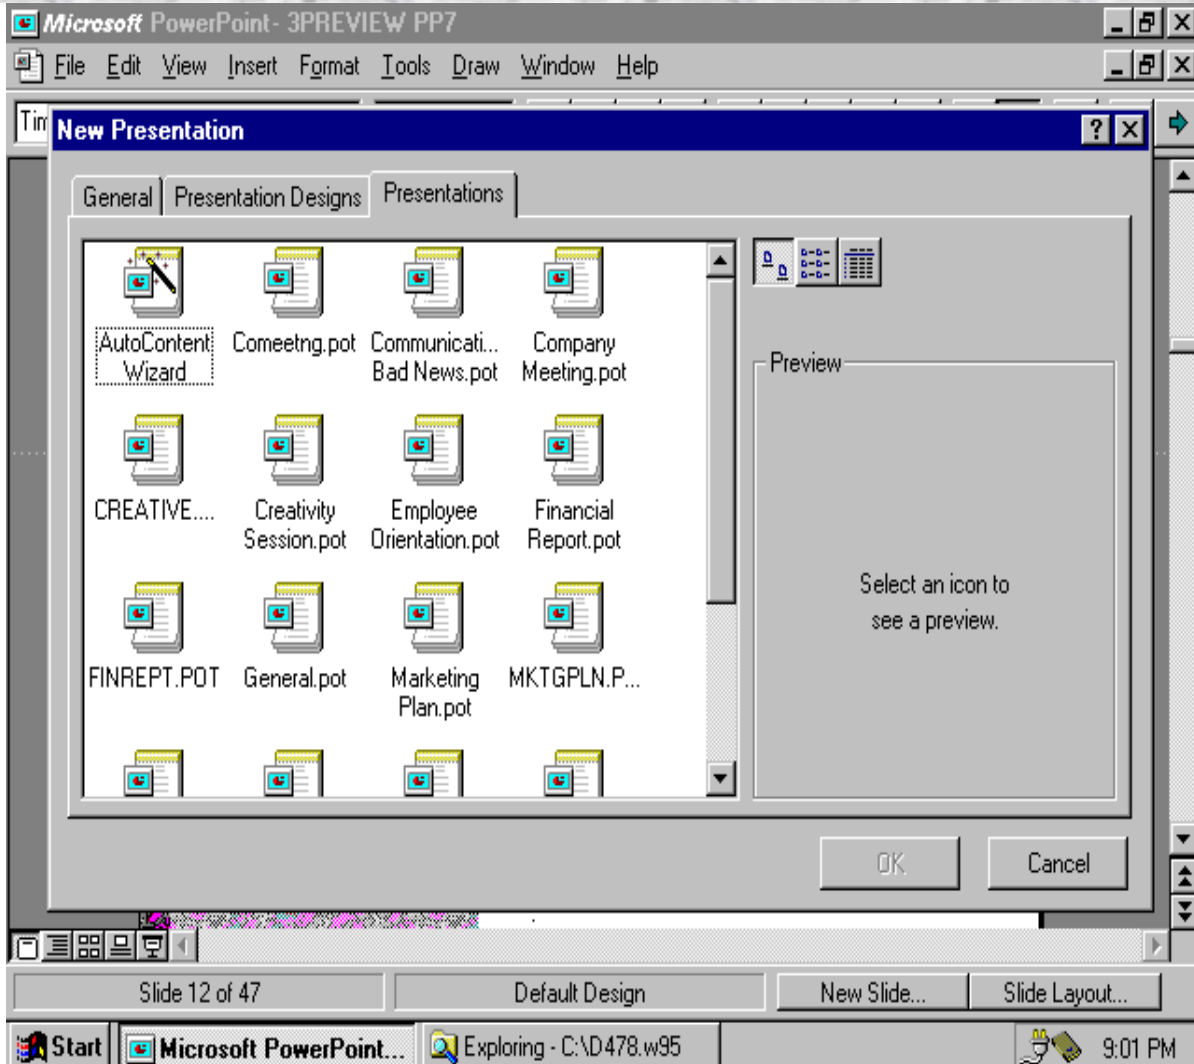 Microsoft PowerPoint - 3PREVIEW PP7
File Edit View Insert Format Tools Draw Window Help
New Presentation
General Presentation Designs Presentations
AutoContent Wizard
Comeetng.pot
Communicati... Bad News.pot
Company Meeting.pot
CREATIVE....
Creativity Session.pot
Employee Orientation.pot
Financial Report.pot
FINREPT.POT
General.pot
Marketing Plan.pot
MKTGPLN.P...
Preview
Select an icon to
see a preview.
OK Cancel
Slide 12 of 47 Default Design New Slide... Slide Layout...
Start Microsoft PowerPoint... Exploring - C:\D478.w95 9:01 PM